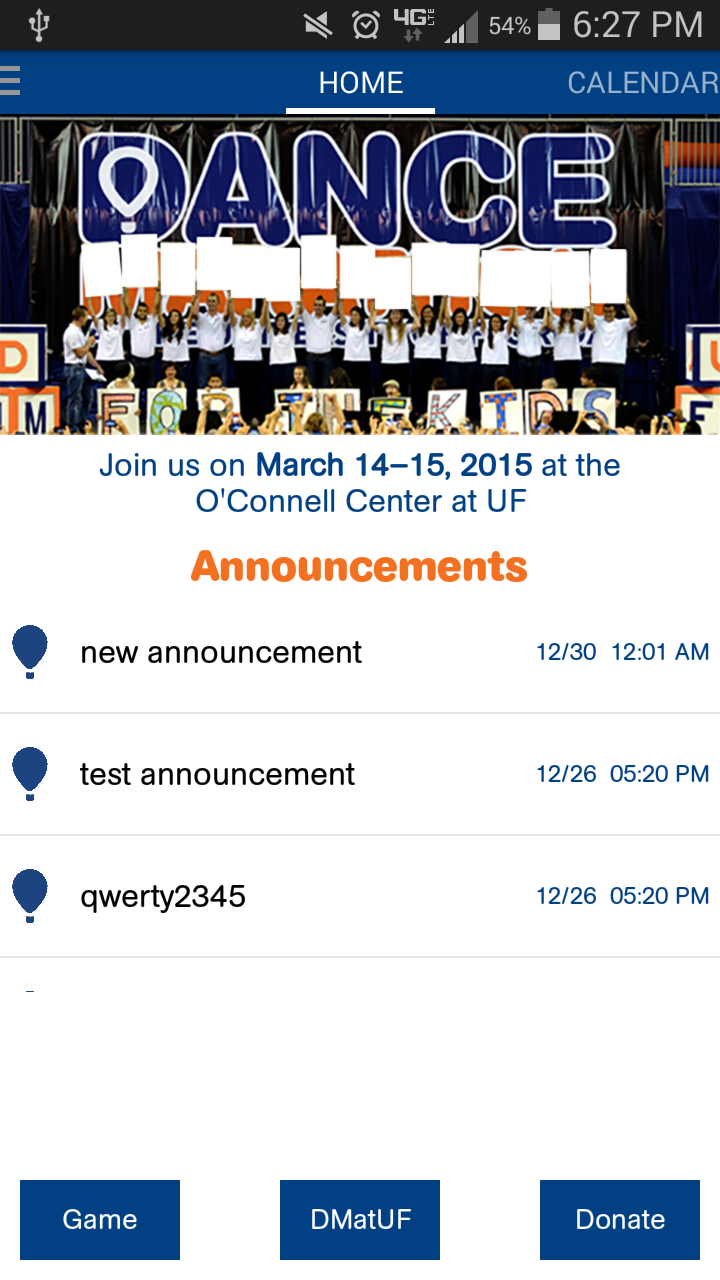 4G LTE 54% 6:27 PM
HOME CALENDAR
DANCE
D
M FOR THE KIDS F
Join us on March 14–15, 2015 at the
O'Connell Center at UF
Announcements
new announcement 12/30 12:01 AM
test announcement 12/26 05:20 PM
qwerty2345 12/26 05:20 PM
Game DMatUF Donate